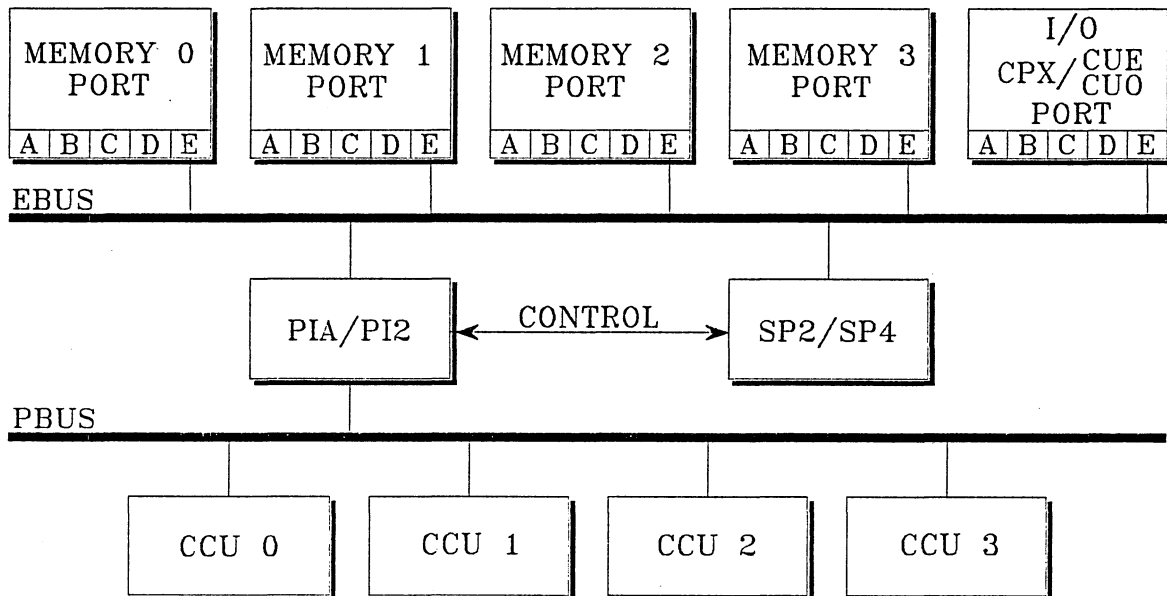 MEMORY 0
PORT
A B C D E
MEMORY 1
PORT
A B C D E
MEMORY 2
PORT
A B C D E
MEMORY 3
PORT
A B C D E
I/O
CPX/CUE
CUO
PORT
A B C D E
EBUS
PIA/PI2
CONTROL
SP2/SP4
PBUS
CCU 0
CCU 1
CCU 2
CCU 3